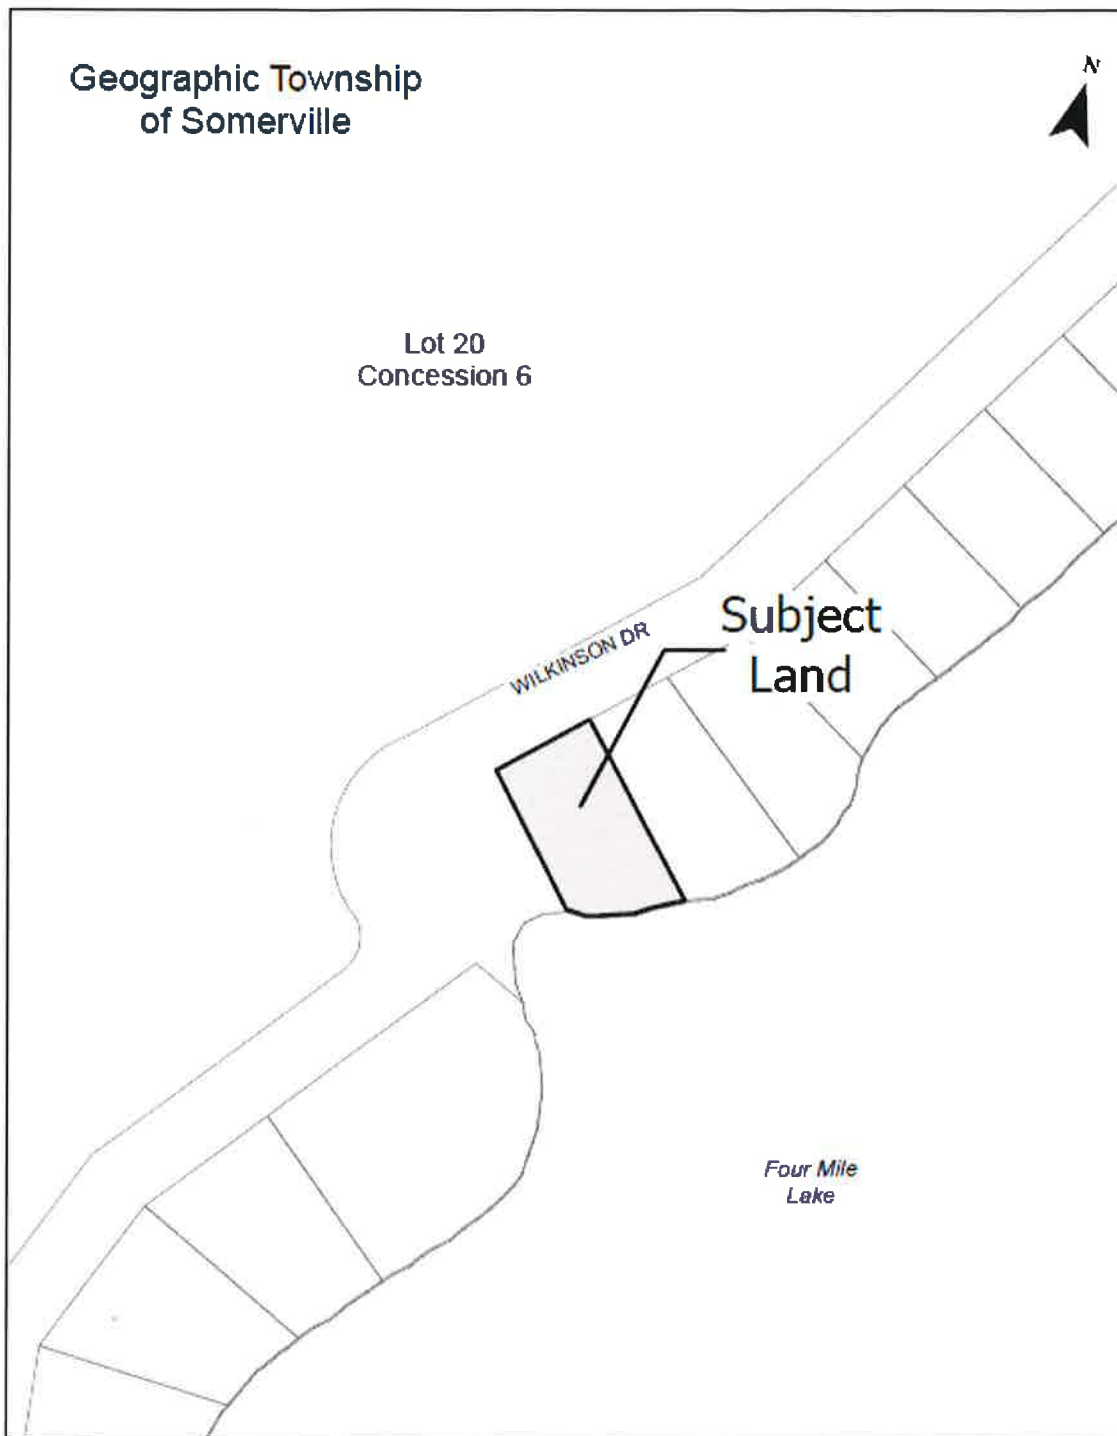 Geographic Township
of Somerville
N
Lot 20
Concession 6
WILKINSON DR
Subject
Land
Four Mile
Lake